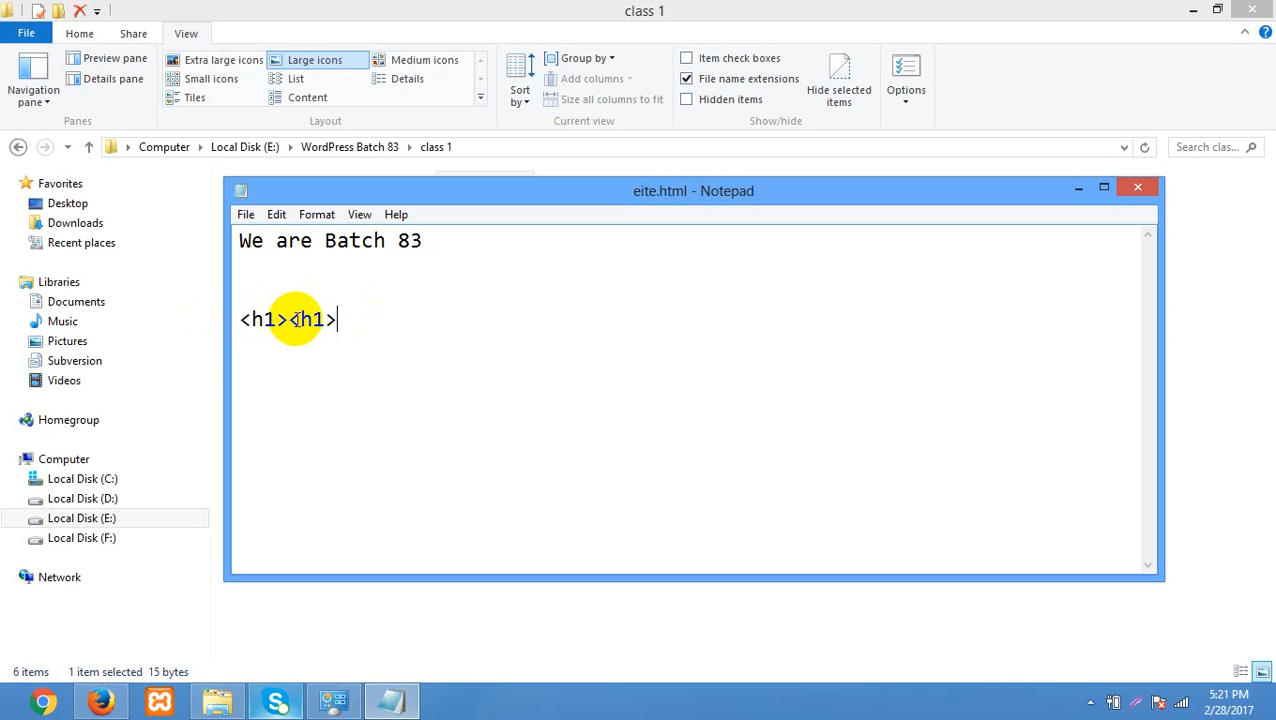 class 1
File
Home
Share
View
Navigation pane
Preview pane
Details pane
Panes
Extra large icons
Large icons
Medium icons
Small icons
List
Details
Tiles
Content
Layout
Sort by
Group by
Add columns
Size all columns to fit
Current view
Item check boxes
File name extensions
Hidden items
Hide selected items
Show/hide
Options
Computer
Local Disk (E:)
WordPress Batch 83
class 1
Search clas...
Favorites
Desktop
Downloads
Recent places
Libraries
Documents
Music
Pictures
Subversion
Videos
Homegroup
Computer
Local Disk (C:)
Local Disk (D:)
Local Disk (E:)
Local Disk (F:)
Network
eite.html - Notepad
File
Edit
Format
View
Help
We are Batch 83
<h1><h1>
6 items
1 item selected 15 bytes
5:21 PM
2/28/2017